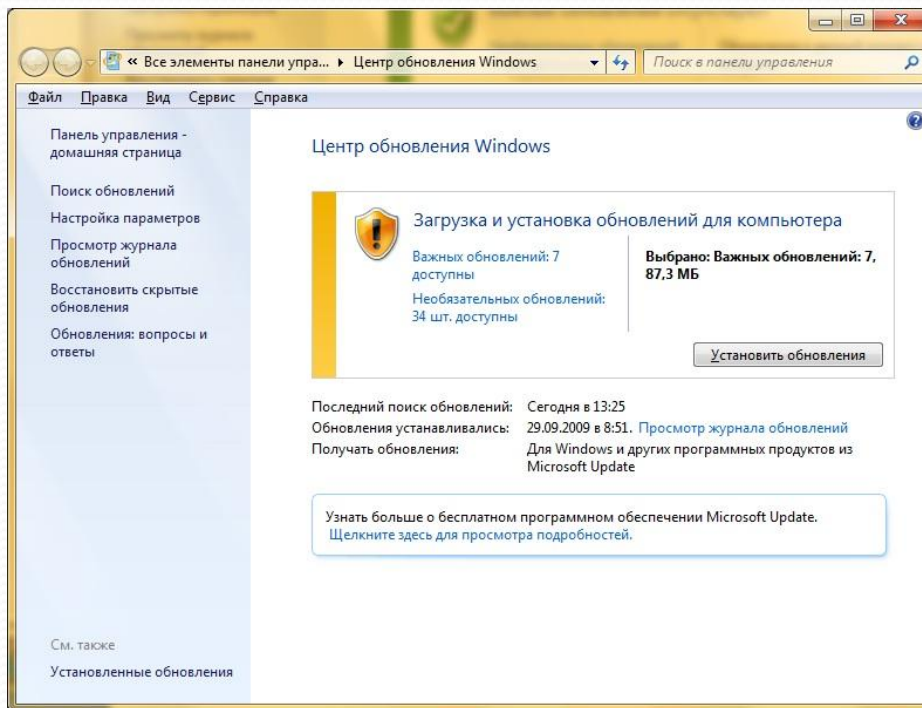 « Все элементы панели упра... ▸ Центр обновления Windows
Поиск в панели управления
Файл Правка Вид Сервис Справка
Панель управления -
домашняя страница
Поиск обновлений
Настройка параметров
Просмотр журнала
обновлений
Восстановить скрытые
обновления
Обновления: вопросы и
ответы
Центр обновления Windows
Загрузка и установка обновлений для компьютера
Важных обновлений: 7
доступны
Необязательных обновлений:
34 шт. доступны
Выбрано: Важных обновлений: 7,
87,3 МБ
Установить обновления
Последний поиск обновлений: Сегодня в 13:25
Обновления устанавливались: 29.09.2009 в 8:51. Просмотр журнала обновлений
Получать обновления: Для Windows и других программных продуктов из
Microsoft Update
Узнать больше о бесплатном программном обеспечении Microsoft Update.
Щелкните здесь для просмотра подробностей.
См. также
Установленные обновления